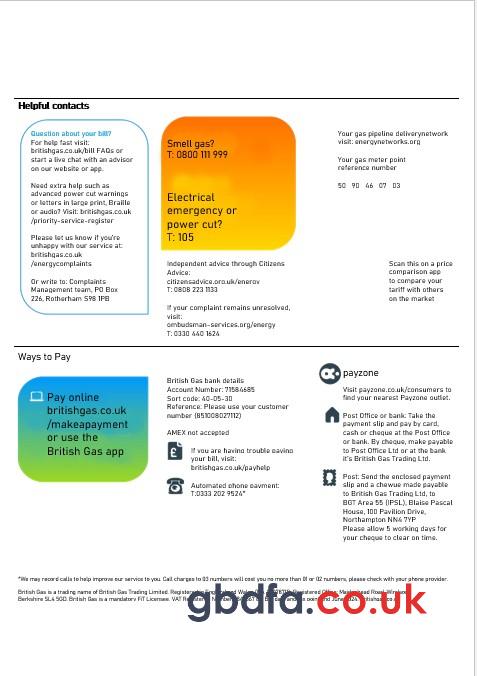 Helpful contacts
Question about your bill?
For help fast visit:
britishgas.co.uk/bill FAQs or
start a live chat with an advisor
on our website or app.
Need extra help such as
advanced power cut warnings
or letters in large print, Braille
or audio? Visit: britishgas.co.uk
/priority-service-register
Please let us know if you're
unhappy with our service at:
britishgas.co.uk
/energycomplaints
Or write to: Complaints
Management team, PO Box
226, Rotherham S98 1PB
Smell gas?
T: 0800 111 999
Electrical
emergency or
power cut?
T: 105
Your gas pipeline deliverynetwork
visit: energynetworks.org
Your gas meter point
reference number
50 90 46 07 03
Independent advice through Citizens
Advice:
citizensadvice.oro.uk/enerov
T: 0808 223 1133
If your complaint remains unresolved,
visit:
ombudsman-services.org/energy
T: 0330 440 1624
Scan this on a price
comparison app
to compare your
tariff with others
on the market
Ways to Pay
Pay online
britishgas.co.uk
/makeapayment
or use the
British Gas app
British Gas bank details
Account Number: 71584685
Sort code: 40-05-30
Reference: Please use your customer
number (851008027112)
AMEX not accepted
If you are having trouble paying
your bill, visit:
britishgas.co.uk/payhelp
Automated phone payment:
T:0333 202 9524*
payzone
Visit payzone.co.uk/consumers to
find your nearest Payzone outlet.
Post Office or bank: Take the
payment slip and pay by card,
cash or cheque at the Post Office
or bank. By cheque, make payable
to Post Office Ltd or at the bank
it's British Gas Trading Ltd.
Post: Send the enclosed payment
slip and a chewue made payable
to British Gas Trading Ltd, to
BGT Area 55 (IPSL), Blaise Pascal
House, 100 Pavilion Drive,
Northampton NN4 7YP
Please allow 5 working days for
your cheque to clear on time.
*We may record calls to help improve our service to you. Call charges to 03 numbers will cost you no more than 01 or 02 numbers, please check with your phone provider.
British Gas is a trading name of British Gas Trading Limited. Registered
Berkshire SL4 5GD. British Gas is a mandatory FiT Licensee. VAT
gbdfa.co.uk